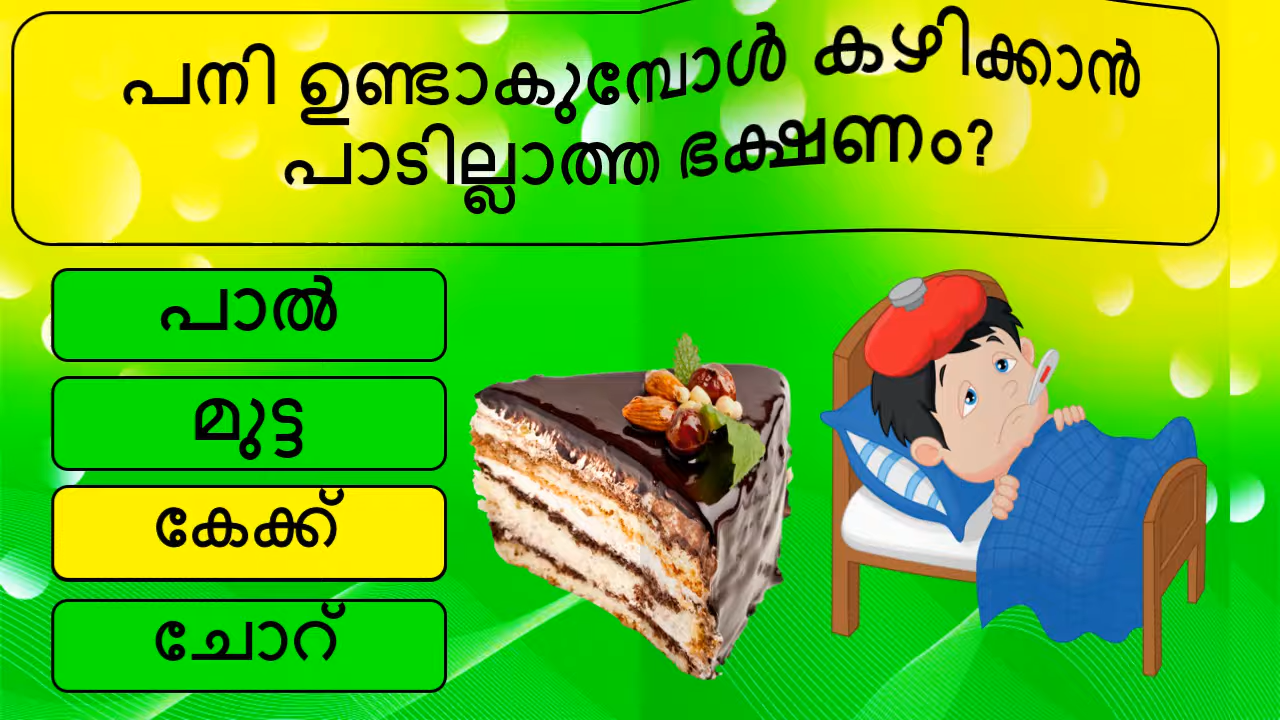 പനി ഉണ്ടാകുമ്പോൾ കഴിക്കാൻ
പാടില്ലാത്ത ഭക്ഷണം?
പാൽ
മുട്ട
കേക്ക്
ചോറ്